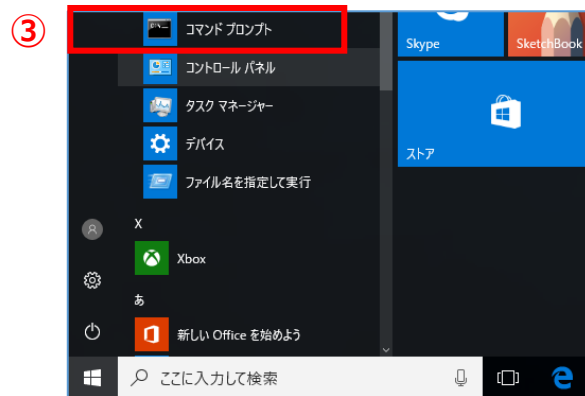 ③
コマンド プロンプト
コントロール パネル
タスク マネージャー
デバイス
ファイル名を指定して実行
X
Xbox
あ
新しい Office を始めよう
ここに入力して検索
Skype
SketchBook
ストア